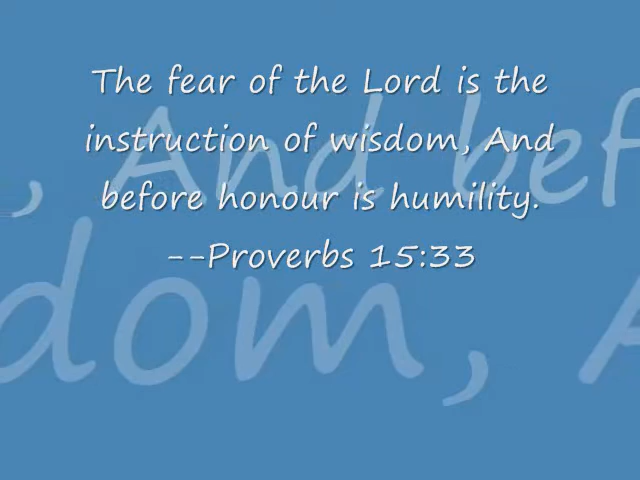 The fear of the Lord is the
instruction of wisdom, And
before honour is humility.
--Proverbs 15:33
, And bef
dom, A